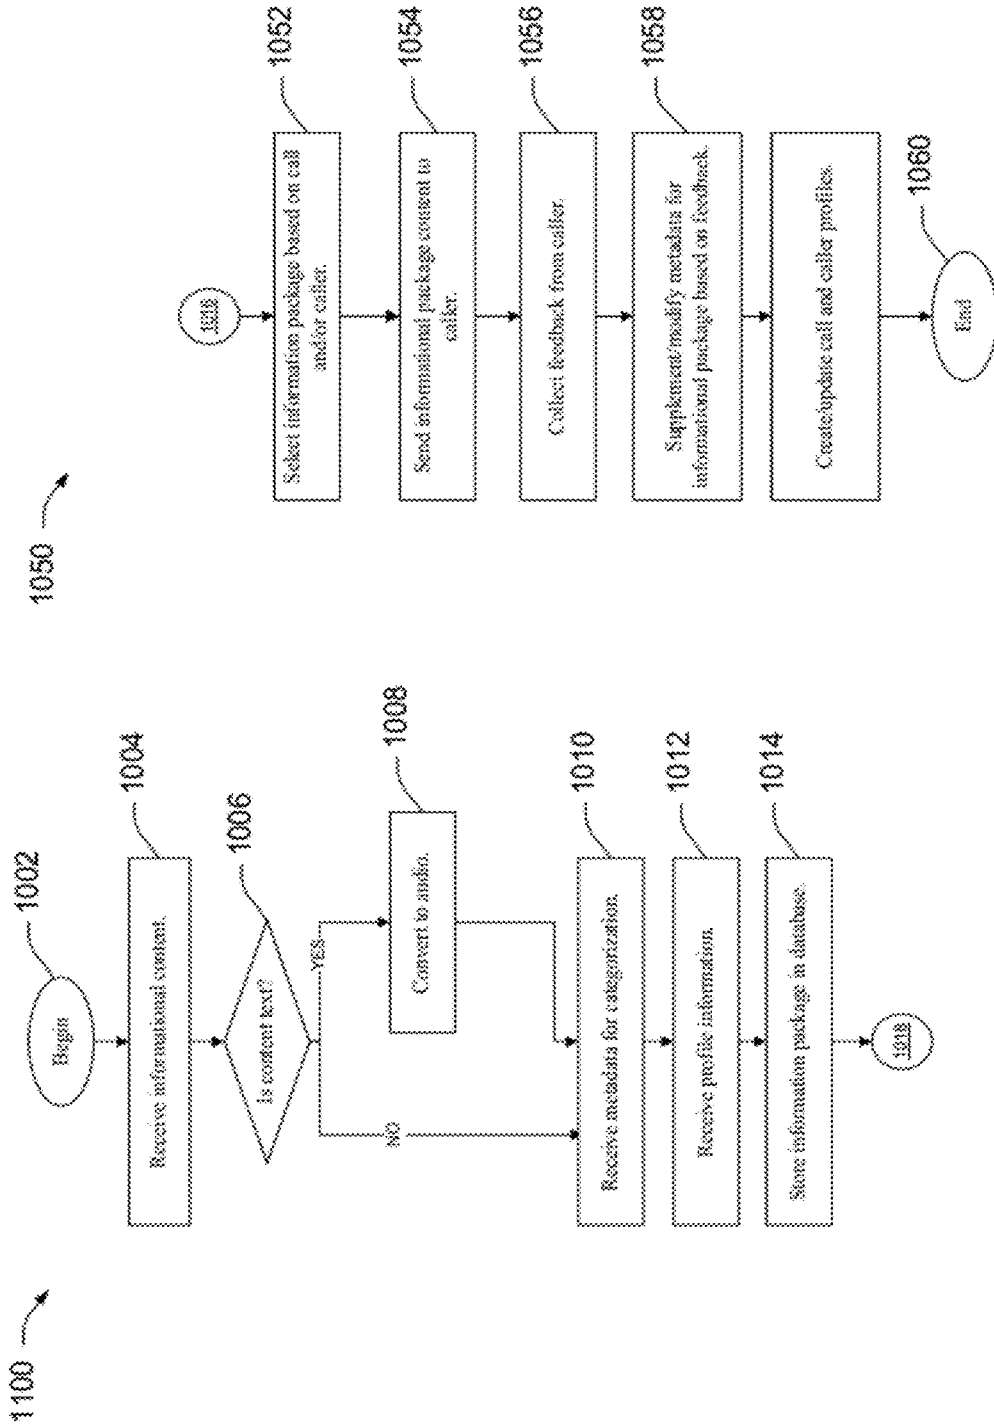 1100
Begin
1002
Receive informational content.
1004
Is content text?
1006
YES
NO
Convert to audio.
1008
Receive metadata for categorization.
1010
Receive profile information.
1012
Store information package in database.
1014
1018
1050
1018
Select information package based on call
and/or caller.
1052
Send informational package content to
caller.
1054
Collect feedback from caller.
1056
Supplement/modify metadata for
informational package based on feedback.
1058
Create/update call and caller profiles.
End
1060